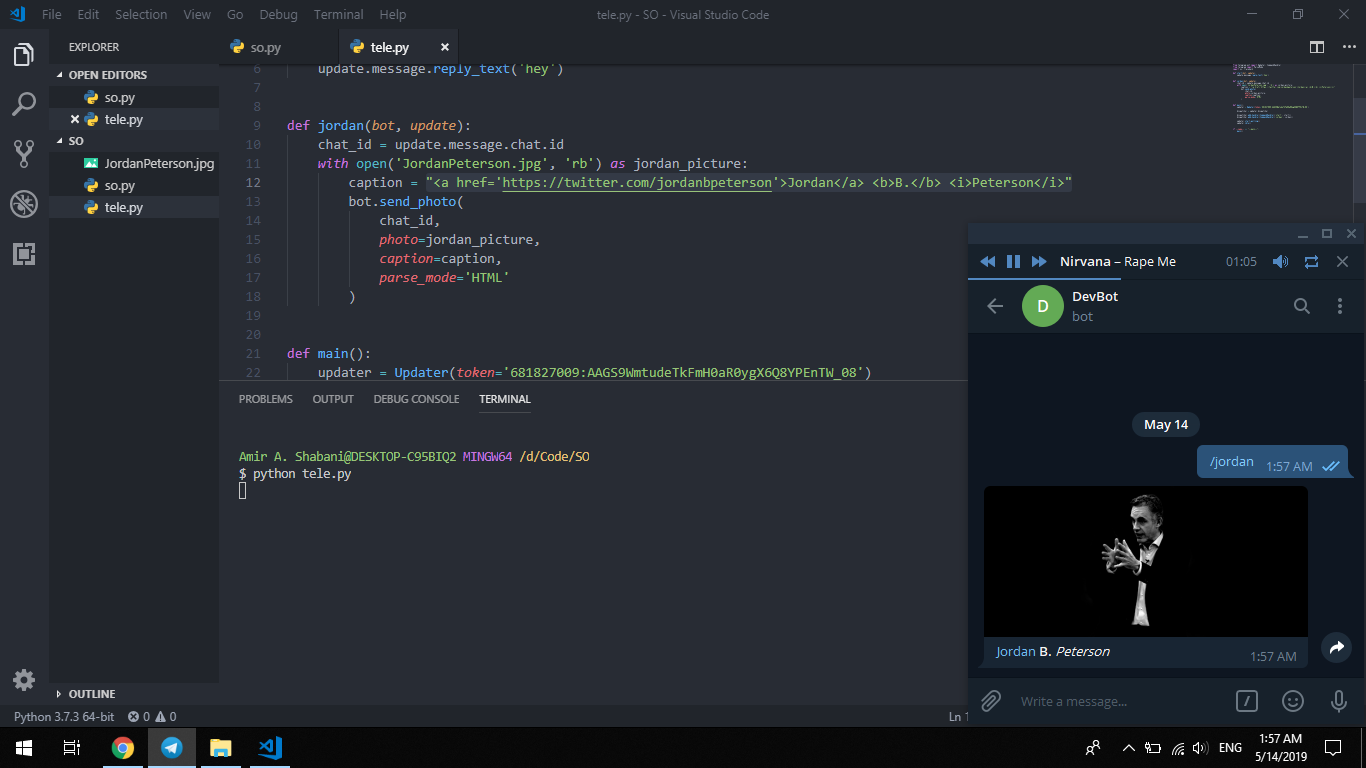 File Edit Selection View Go Debug Terminal Help
tele.py - SO - Visual Studio Code
EXPLORER
OPEN EDITORS
so.py
tele.py
SO
JordanPeterson.jpg
so.py
tele.py
OUTLINE
so.py
tele.py
6 update.message.reply_text('hey')
7
8
9 def jordan(bot, update):
10 chat_id = update.message.chat.id
11 with open('JordanPeterson.jpg', 'rb') as jordan_picture:
12 caption = "<a href='https://twitter.com/jordanbpeterson'>Jordan</a> <b>B.</b> <i>Peterson</i>"
13 bot.send_photo(
14 chat_id,
15 photo=jordan_picture,
16 caption=caption,
17 parse_mode='HTML'
18 )
19
20
21 def main():
22 updater = Updater(token='681827009:AAGS9WmtudeTkFmH0aR0ygX6Q8YPEnTW_08')
PROBLEMS OUTPUT DEBUG CONSOLE TERMINAL
Amir A. Shabani@DESKTOP-C95BIQ2 MINGW64 /d/Code/SO
$ python tele.py
Nirvana – Rape Me 01:05
D
DevBot
bot
May 14
/jordan 1:57 AM
Jordan B. Peterson
1:57 AM
Write a message...
Python 3.7.3 64-bit 0 0
Ln 1
ENG
1:57 AM
5/14/2019